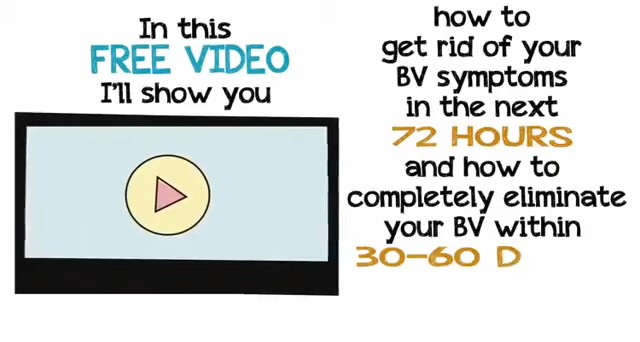 In this
FREE VIDEO
I'll show you
how to
get rid of your
BV symptoms
in the next
72 HOURS
and how to
completely eliminate
your BV within
30-60 D